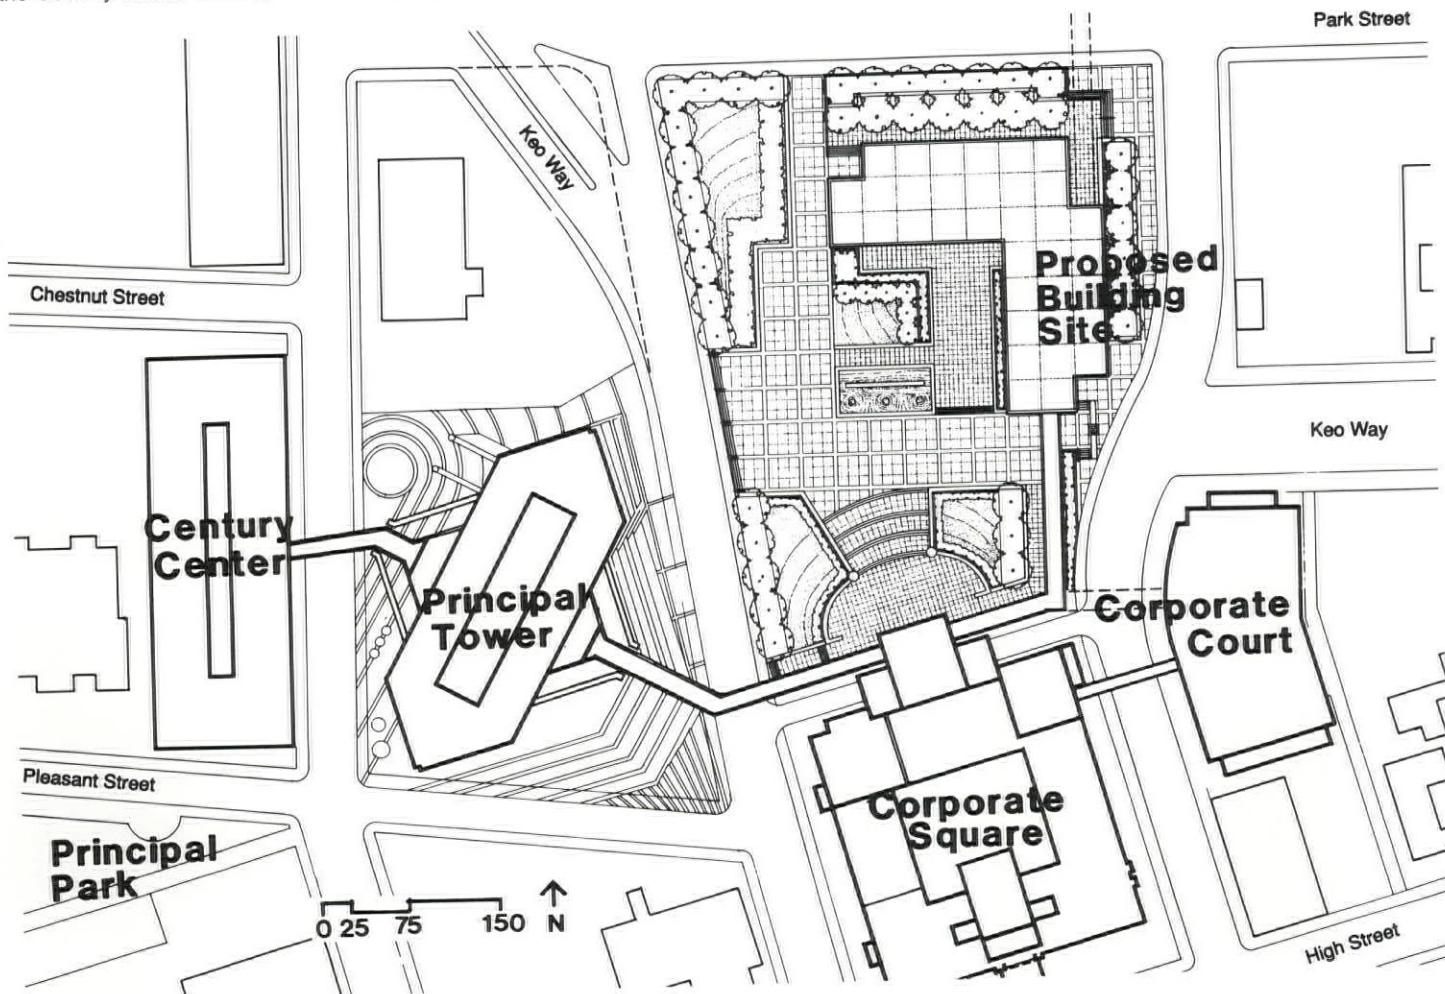 Park Street
Keo Way
Chestnut Street
Proposed
Building
Site
Keo Way
Century
Center
Principal
Tower
Corporate
Court
Pleasant Street
Corporate
Square
Principal
Park
0 25 75 150 N
High Street